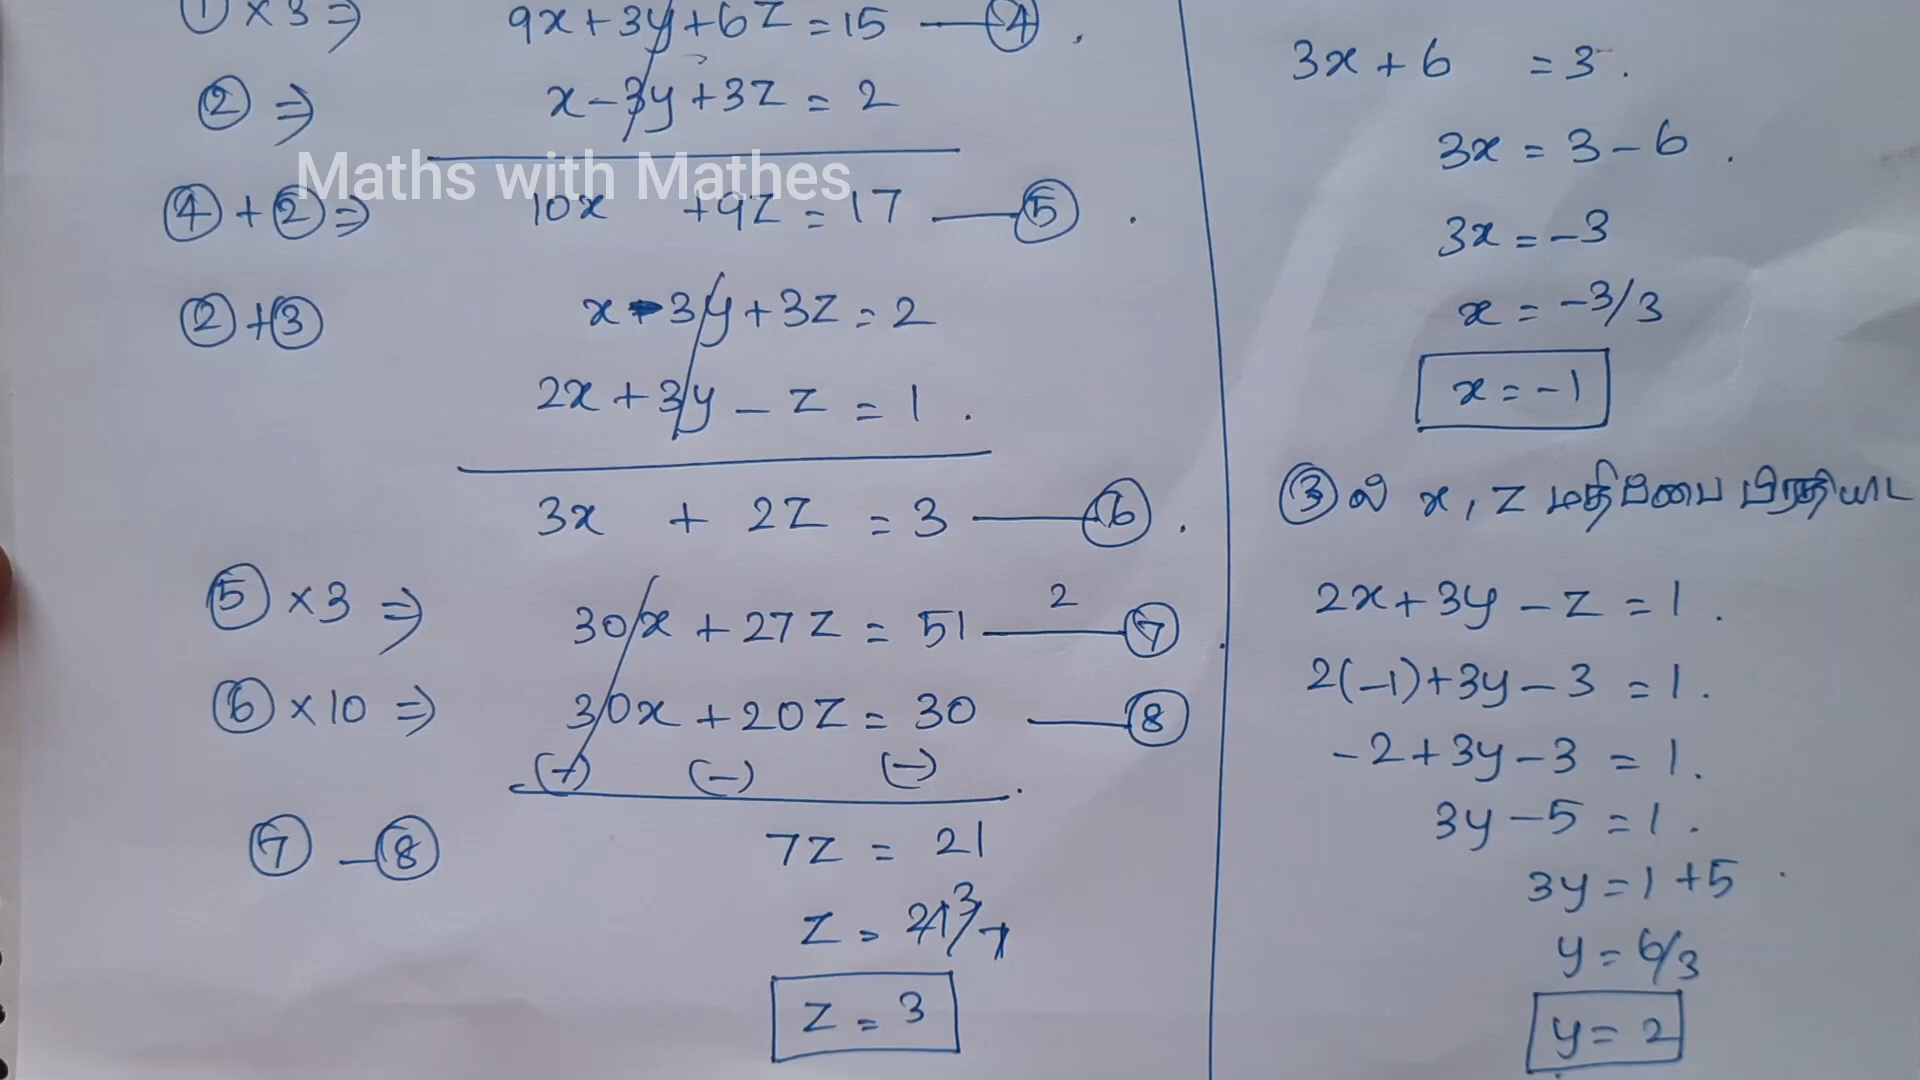 ① × 3 ⇒ 9x + 3y + 6z = 15 — ④.
② ⇒ x - 3y + 3z = 2
Maths with Mathes
④ + ② ⇒ 10x + 9z = 17 — ⑤.
② + ③ x - 3y + 3z = 2
2x + 3y - z = 1.
3x + 2z = 3 — ⑥.
⑤ × 3 ⇒ 30x + 27z = 51 — 2 ⑦.
⑥ × 10 ⇒ 30x + 20z = 30 — ⑧
(-) (-) (-).
⑦ - ⑧ 7z = 21
z = 21/7 3
z = 3
3x + 6 = 3.
3x = 3 - 6.
3x = -3
x = -3/3
x = -1
③ ல் x, z மதிப்பை பிரதியிட
2x + 3y - z = 1.
2(-1) + 3y - 3 = 1.
-2 + 3y - 3 = 1.
3y - 5 = 1.
3y = 1 + 5.
y = 6/3
y = 2